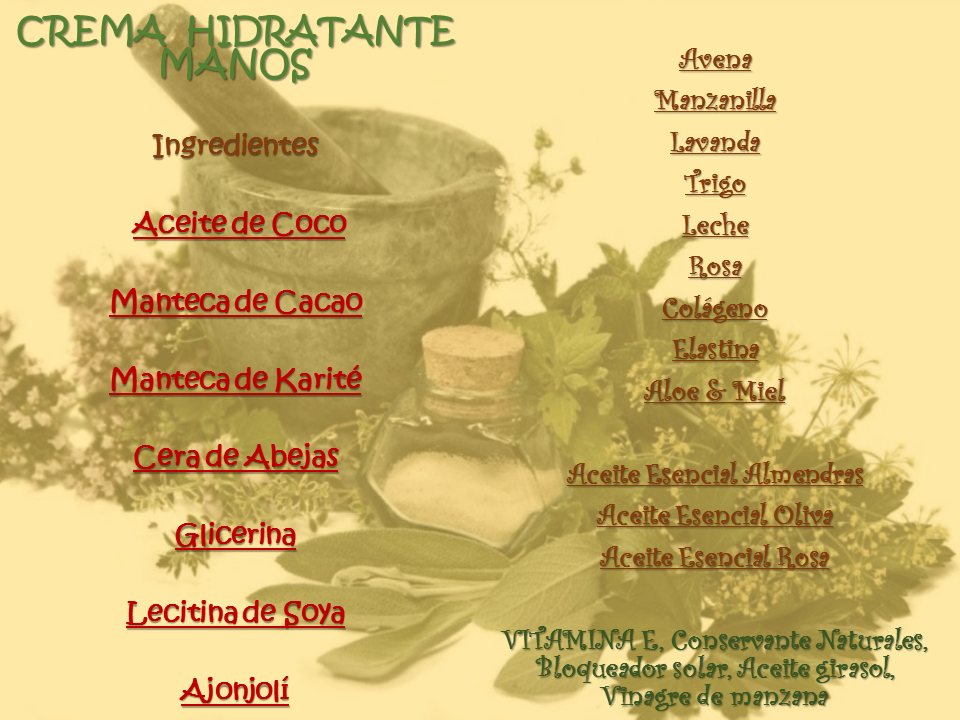 CREMA HIDRATANTE
MANOS
Ingredientes
Aceite de Coco
Manteca de Cacao
Manteca de Karité
Cera de Abejas
Glicerina
Lecitina de Soya
Ajonjolí
Avena
Manzanilla
Lavanda
Trigo
Leche
Rosa
Colágeno
Elastina
Aloe & Miel
Aceite Esencial Almendras
Aceite Esencial Oliva
Aceite Esencial Rosa
VITAMINA E, Conservante Naturales,
Bloqueador solar, Aceite girasol,
Vinagre de manzana